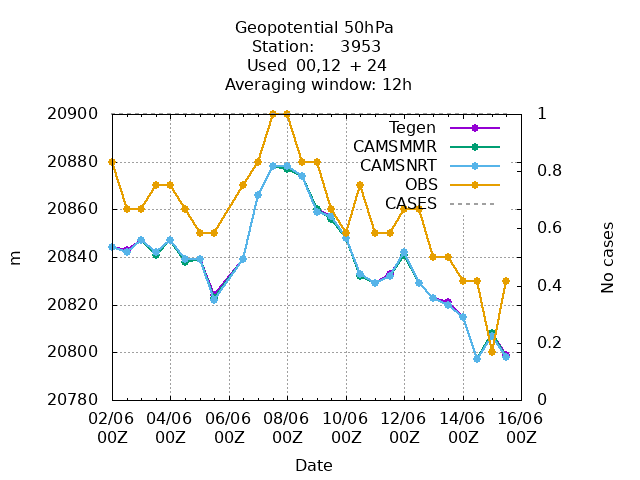 Geopotential 50hPa
Station: 3953
Used 00,12 + 24
Averaging window: 12h
20900
20880
20860
20840
20820
20800
20780
m
1
0.8
0.6
0.4
0.2
0
No cases
Tegen
CAMSMMR
CAMSNRT
OBS
CASES
02/06 04/06 06/06 08/06 10/06 12/06 14/06 16/06
00Z 00Z 00Z 00Z 00Z 00Z 00Z 00Z
Date